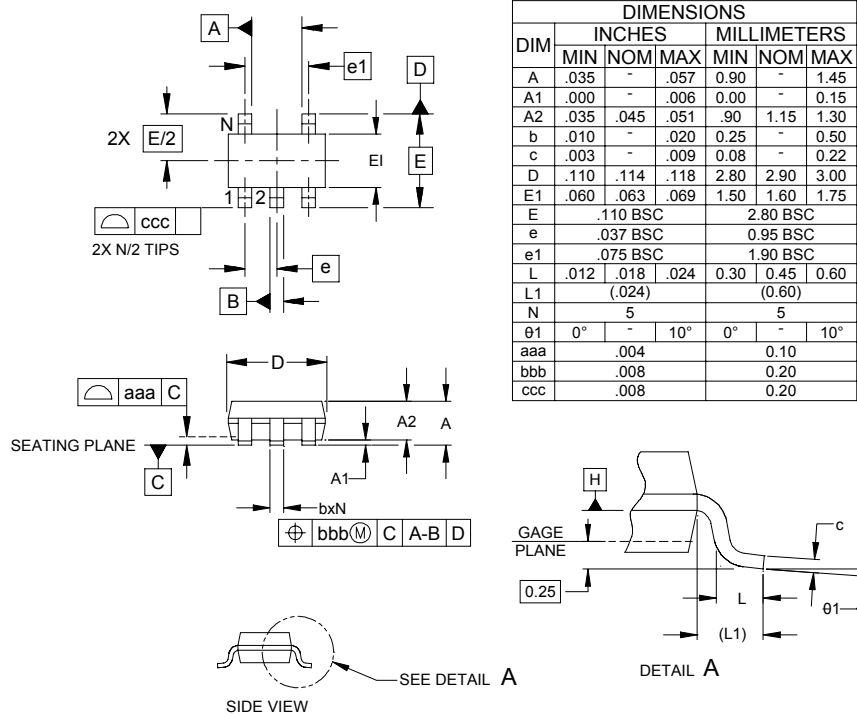 A
e1
D
N
2X E/2
EI
E
1 2
ccc
2X N/2 TIPS
e
B
D
aaa C
A2 A
SEATING PLANE
C
A1
bxN
bbb M C A-B D
SEE DETAIL A
SIDE VIEW
DIMENSIONS
DIM INCHES MILLIMETERS
MIN NOM MAX MIN NOM MAX
A .035 - .057 0.90 - 1.45
A1 .000 - .006 0.00 - 0.15
A2 .035 .045 .051 .90 1.15 1.30
b .010 - .020 0.25 - 0.50
c .003 - .009 0.08 - 0.22
D .110 .114 .118 2.80 2.90 3.00
E1 .060 .063 .069 1.50 1.60 1.75
E .110 BSC 2.80 BSC
e .037 BSC 0.95 BSC
e1 .075 BSC 1.90 BSC
L .012 .018 .024 0.30 0.45 0.60
L1 (.024) (0.60)
N 5 5
θ1 0° - 10° 0° - 10°
aaa .004 0.10
bbb .008 0.20
ccc .008 0.20
H
c
GAGE
PLANE
0.25
L
θ1
(L1)
DETAIL A